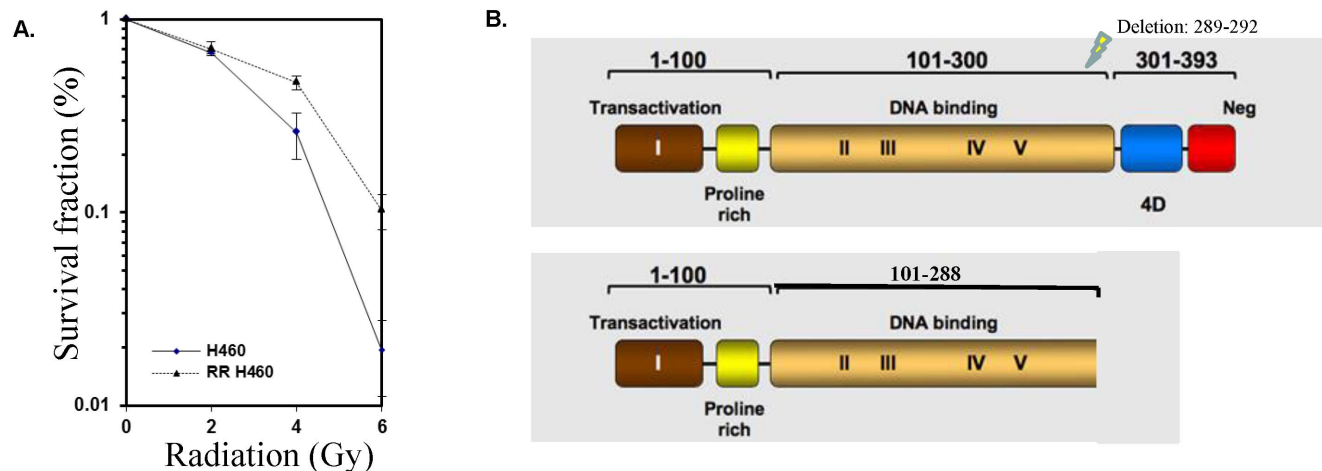 A.
1
0.1
0.01
0
2
4
6
Survival fraction (%)
Radiation (Gy)
H460
RR H460
B.
Deletion: 289-292
1-100
101-300
301-393
Transactivation
DNA binding
Neg
I
II
III
IV
V
Proline
rich
4D
1-100
101-288
Transactivation
DNA binding
I
II
III
IV
V
Proline
rich